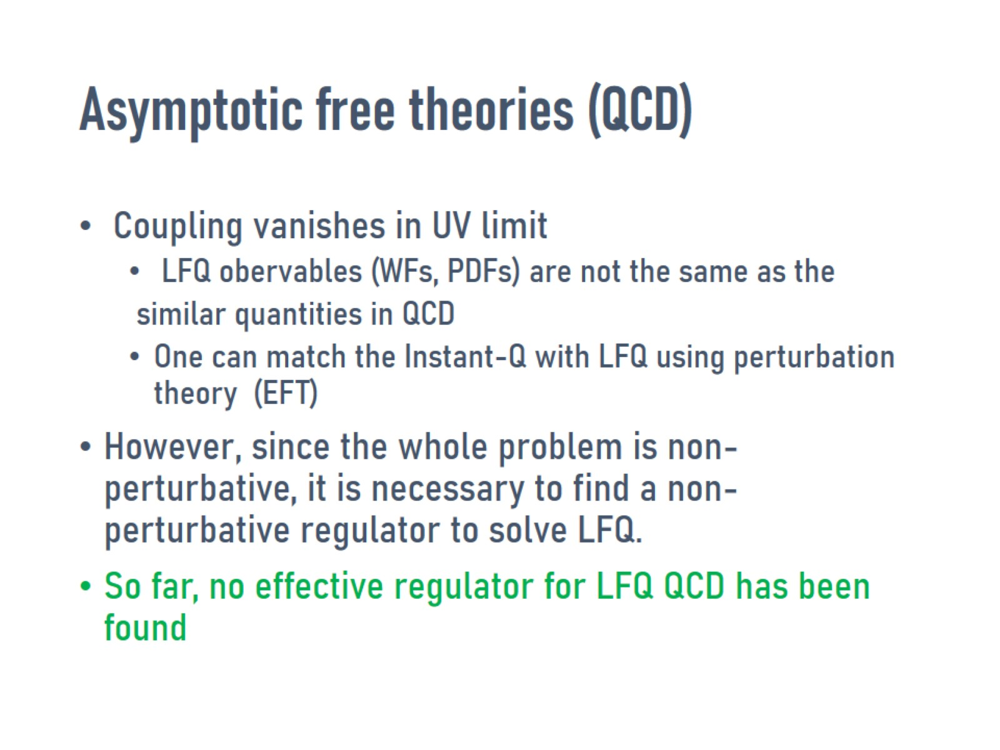 Asymptotic free theories (QCD)
• Coupling vanishes in UV limit
• LFQ obervables (WFs, PDFs) are not the same as the
similar quantities in QCD
• One can match the Instant-Q with LFQ using perturbation
theory (EFT)
• However, since the whole problem is non-
perturbative, it is necessary to find a non-
perturbative regulator to solve LFQ.
• So far, no effective regulator for LFQ QCD has been
found